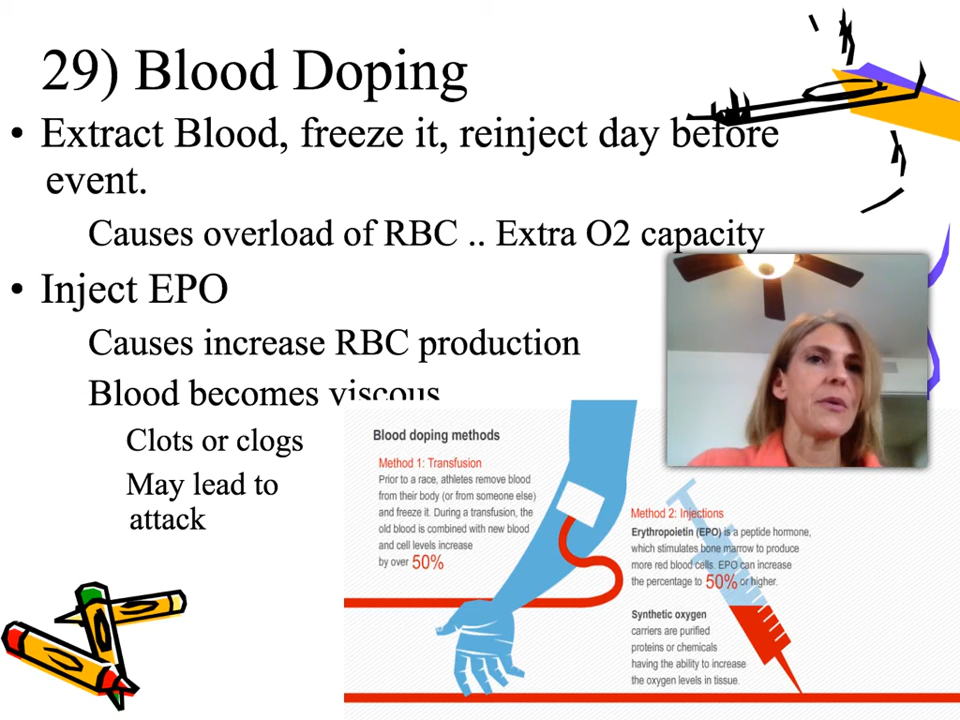 29) Blood Doping
• Extract Blood, freeze it, reinject day before
event.
Causes overload of RBC .. Extra O2 capacity
• Inject EPO
Causes increase RBC production
Blood becomes viscous
Clots or clogs
May lead to
attack
Blood doping methods
Method 1: Transfusion
Prior to a race, athletes remove blood
from their body (or from someone else)
and freeze it. During a transfusion, the
old blood is combined with new blood
and cell levels increase
by over 50%
Method 2: Injections
Erythropoietin (EPO) is a peptide hormone,
which stimulates bone marrow to produce
more red blood cells. EPO can increase
the percentage to 50% or higher.
Synthetic oxygen
carriers are purified
proteins or chemicals
having the ability to increase
the oxygen levels in tissue.